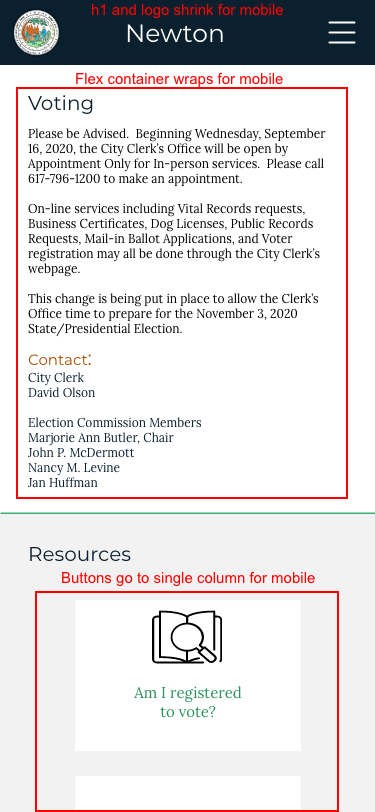 h1 and logo shrink for mobile
Newton
Flex container wraps for mobile
Voting
Please be Advised.  Beginning Wednesday, September
16, 2020, the City Clerk’s Office will be open by
Appointment Only for In-person services.  Please call
617-796-1200 to make an appointment.
On-line services including Vital Records requests,
Business Certificates, Dog Licenses, Public Records
Requests, Mail-in Ballot Applications, and Voter
registration may all be done through the City Clerk’s
webpage.
This change is being put in place to allow the Clerk’s
Office time to prepare for the November 3, 2020
State/Presidential Election.
Contact:
City Clerk
David Olson
Election Commission Members
Marjorie Ann Butler, Chair
John P. McDermott
Nancy M. Levine
Jan Huffman
Resources
Buttons go to single column for mobile
Am I registered
to vote?